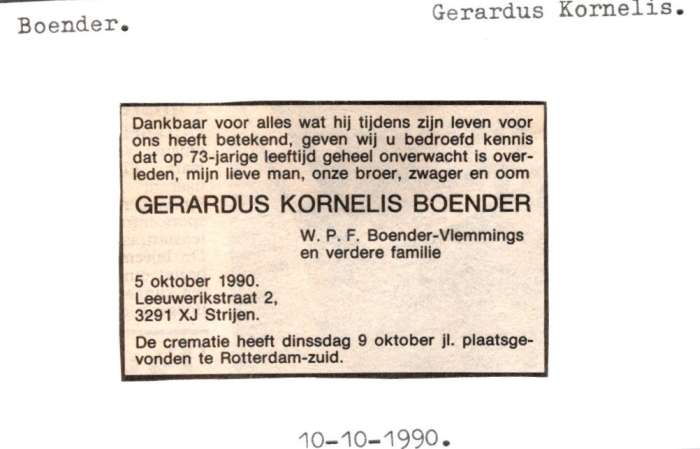 Boender.
Gerardus Kornelis.
Dankbaar voor alles wat hij tijdens zijn leven voor
ons heeft betekend, geven wij u bedroefd kennis
dat op 73-jarige leeftijd geheel onverwacht is over-
leden, mijn lieve man, onze broer, zwager en oom
GERARDUS KORNELIS BOENDER
W. P. F. Boender-Vlemmings
en verdere familie
5 oktober 1990.
Leeuwerikstraat 2,
3291 XJ Strijen.
De crematie heeft dinssdag 9 oktober jl. plaatsge-
vonden te Rotterdam-zuid.
10-10-1990.